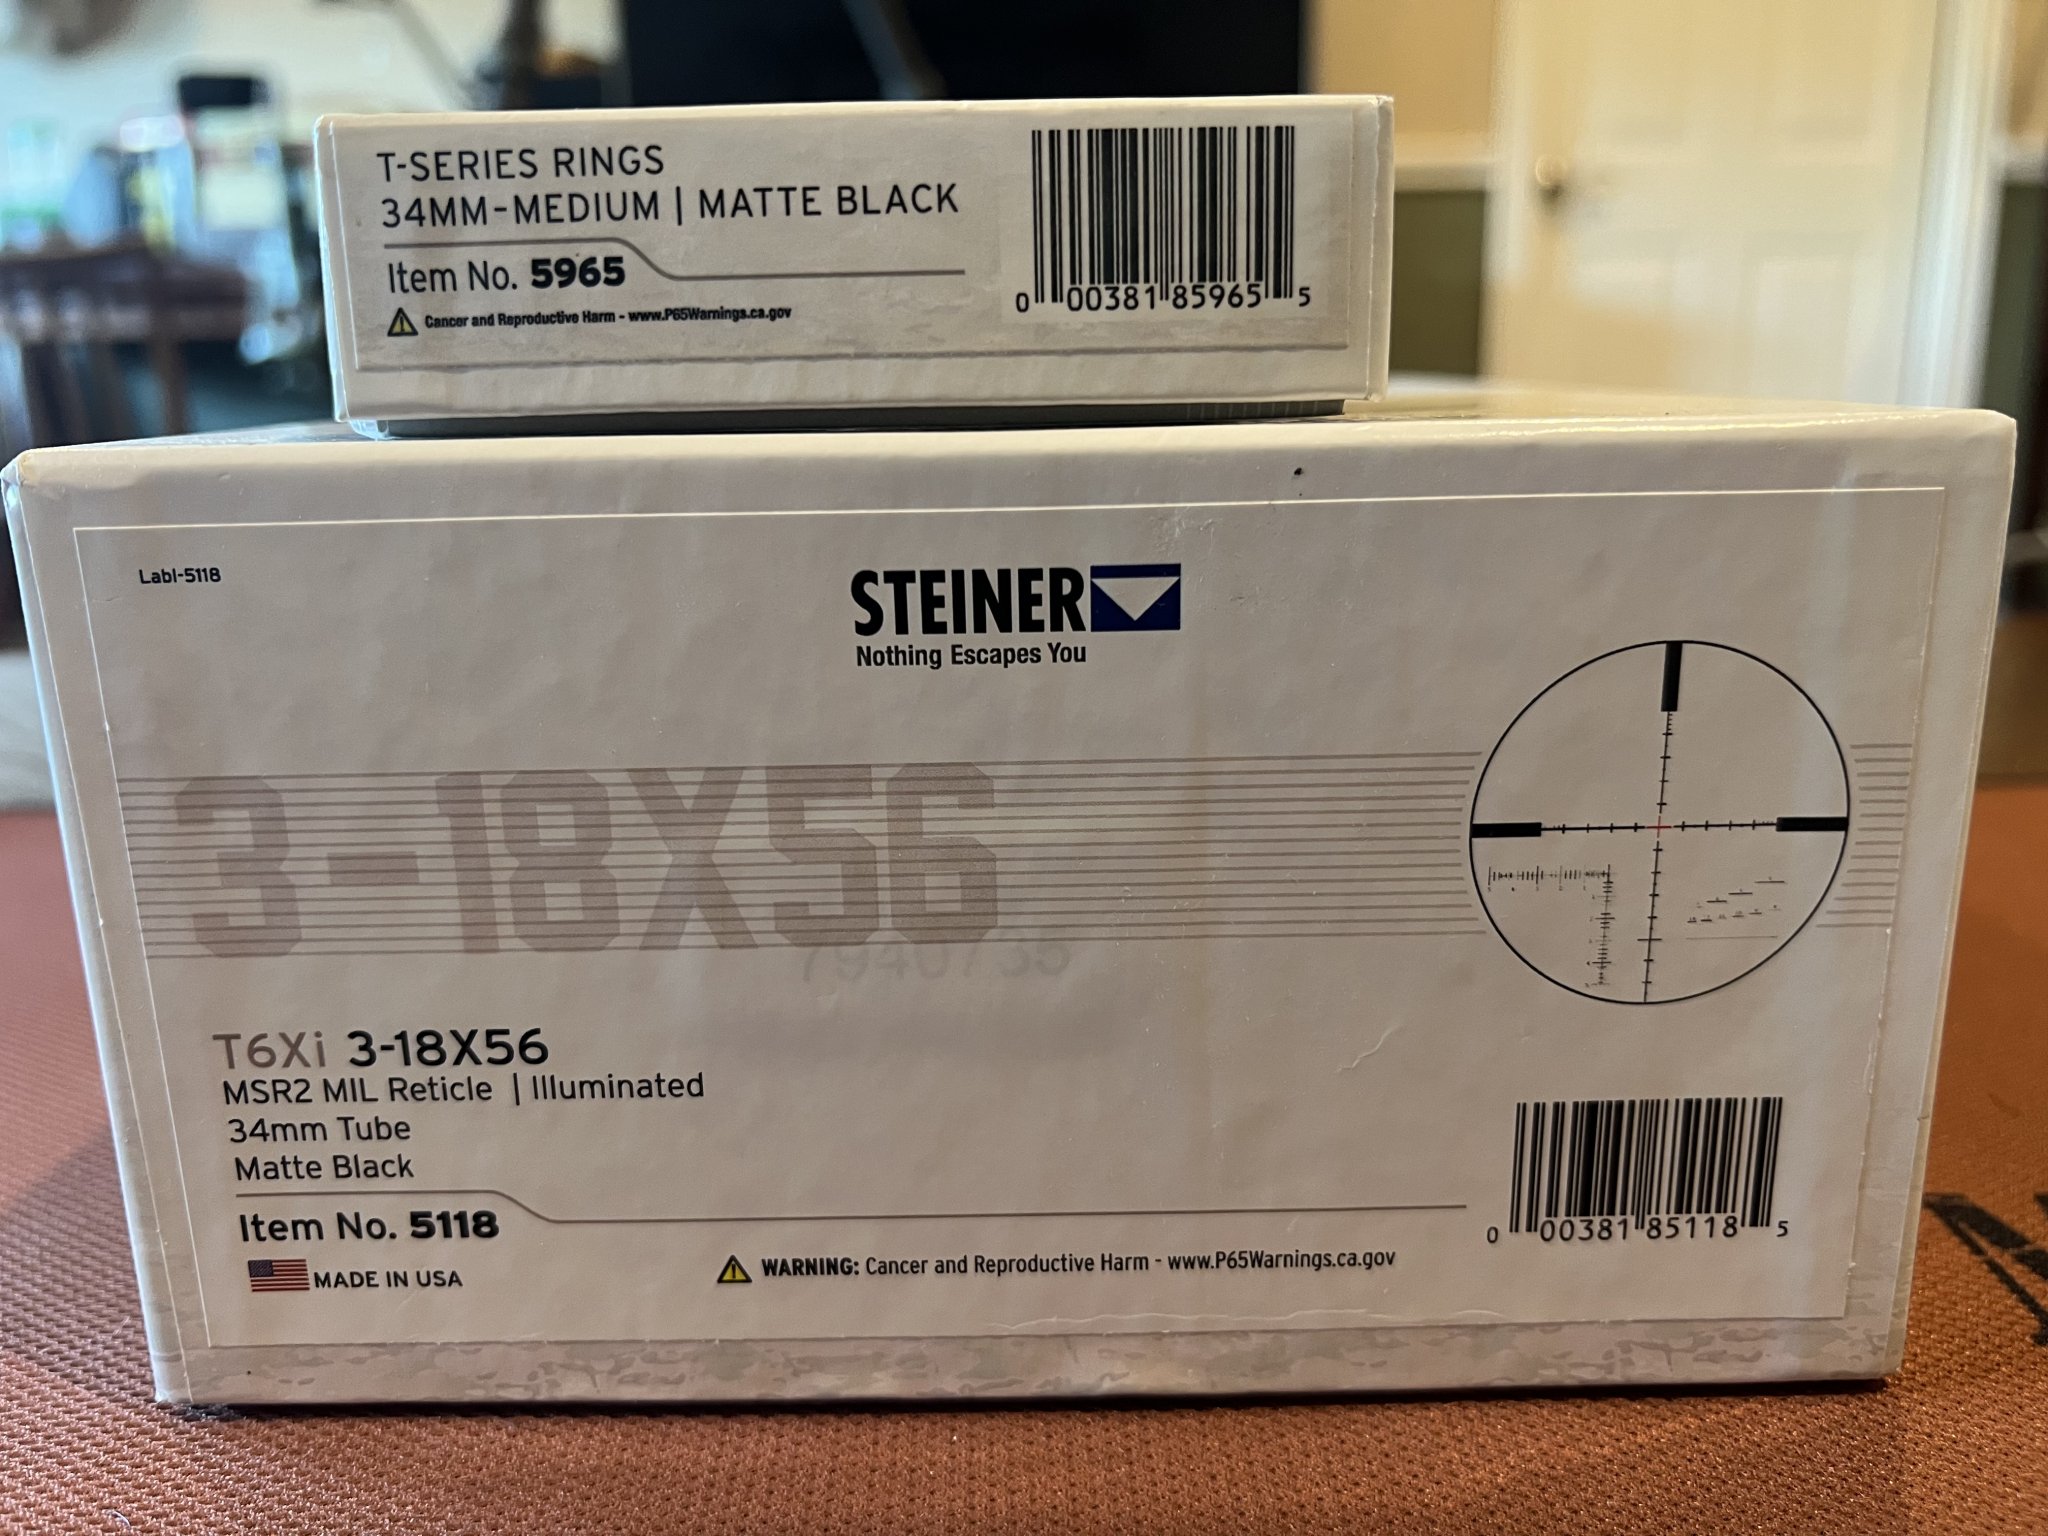 T-SERIES RINGS
34MM-MEDIUM | MATTE BLACK
Item No. 5965
Cancer and Reproductive Harm - www.P65Warnings.ca.gov
0 00381 85965 5
Labl-5118
STEINER
Nothing Escapes You
3-18X56
T6Xi 3-18X56
MSR2 MIL Reticle | Illuminated
34mm Tube
Matte Black
Item No. 5118
MADE IN USA
WARNING: Cancer and Reproductive Harm - www.P65Warnings.ca.gov
0 00381 85118 5